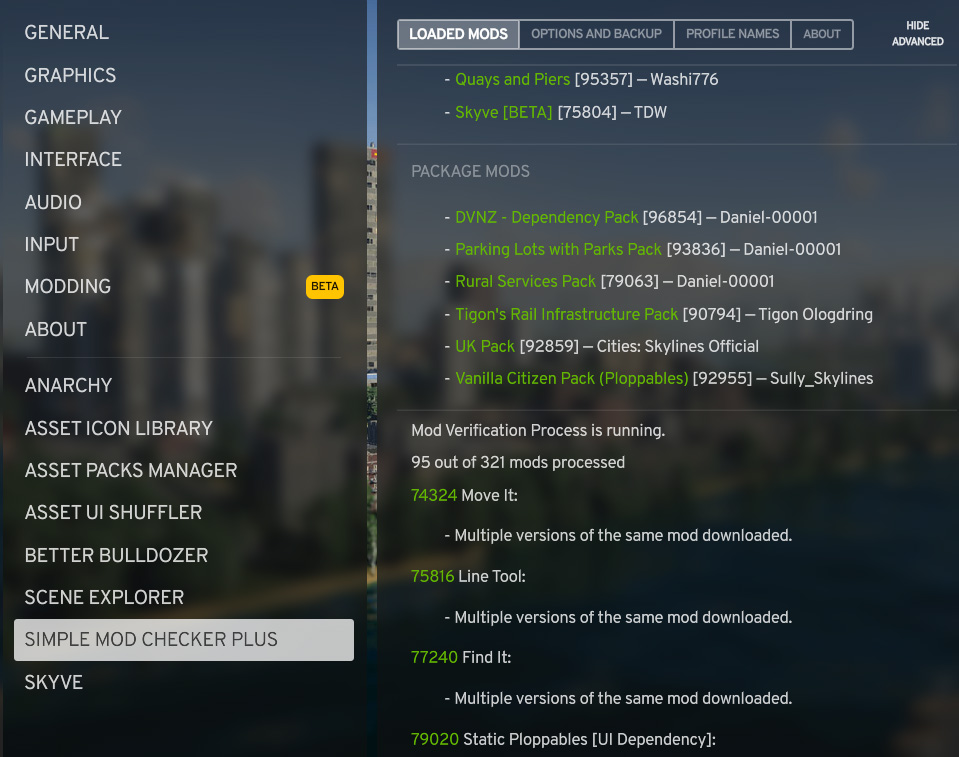 GENERAL
GRAPHICS
GAMEPLAY
INTERFACE
AUDIO
INPUT
MODDING
BETA
ABOUT
ANARCHY
ASSET ICON LIBRARY
ASSET PACKS MANAGER
ASSET UI SHUFFLER
BETTER BULLDOZER
SCENE EXPLORER
SIMPLE MOD CHECKER PLUS
SKYVE
LOADED MODS
OPTIONS AND BACKUP
PROFILE NAMES
ABOUT
HIDE
ADVANCED
- Quays and Piers [95357] – Washi776
- Skyve [BETA] [75804] – TDW
PACKAGE MODS
- DVNZ - Dependency Pack [96854] – Daniel-00001
- Parking Lots with Parks Pack [93836] – Daniel-00001
- Rural Services Pack [79063] – Daniel-00001
- Tigon's Rail Infrastructure Pack [90794] – Tigon Ologdring
- UK Pack [92859] – Cities: Skylines Official
- Vanilla Citizen Pack (Ploppables) [92955] – Sully_Skylines
Mod Verification Process is running.
95 out of 321 mods processed
74324 Move It:
- Multiple versions of the same mod downloaded.
75816 Line Tool:
- Multiple versions of the same mod downloaded.
77240 Find It:
- Multiple versions of the same mod downloaded.
79020 Static Ploppables [UI Dependency]: